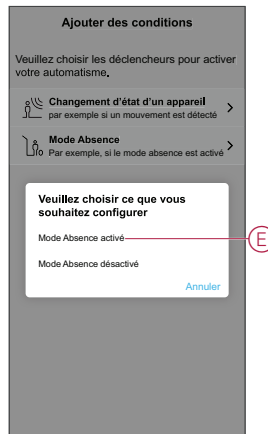 Ajouter des conditions
Veuillez choisir les déclencheurs pour activer
votre automatisme.
Changement d'état d'un appareil
par exemple si un mouvement est détecté
Mode Absence
Par exemple, si le mode absence est activé
Veuillez choisir ce que vous
souhaitez configurer
Mode Absence activé
E
Mode Absence désactivé
Annuler